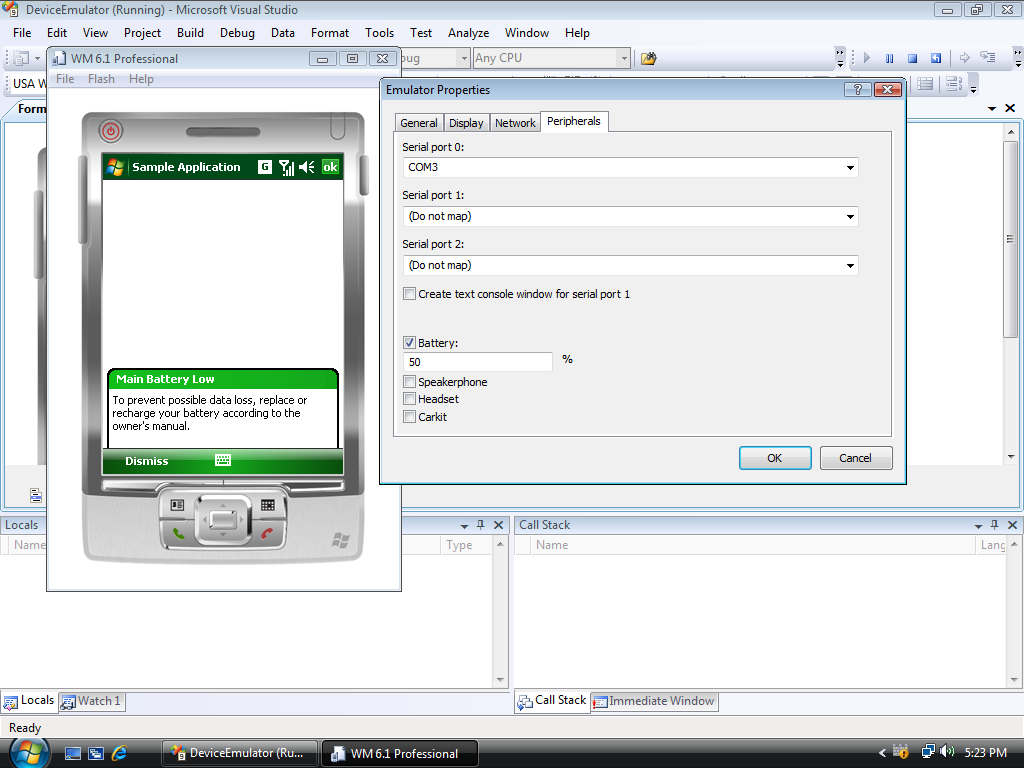 DeviceEmulator (Running) - Microsoft Visual Studio
File Edit View Project Build Debug Data Format Tools Test Analyze Window Help
Any CPU
USA W
Form
WM 6.1 Professional
File Flash Help
Sample Application G ok
Main Battery Low
To prevent possible data loss, replace or
recharge your battery according to the
owner's manual.
Dismiss
Emulator Properties
General Display Network Peripherals
Serial port 0:
COM3
Serial port 1:
(Do not map)
Serial port 2:
(Do not map)
Create text console window for serial port 1
Battery:
50 %
Speakerphone
Headset
Carkit
OK Cancel
Locals
Name Type
Call Stack
Name Lang
Locals Watch 1
Call Stack Immediate Window
Ready
DeviceEmulator (Ru... WM 6.1 Professional 5:23 PM